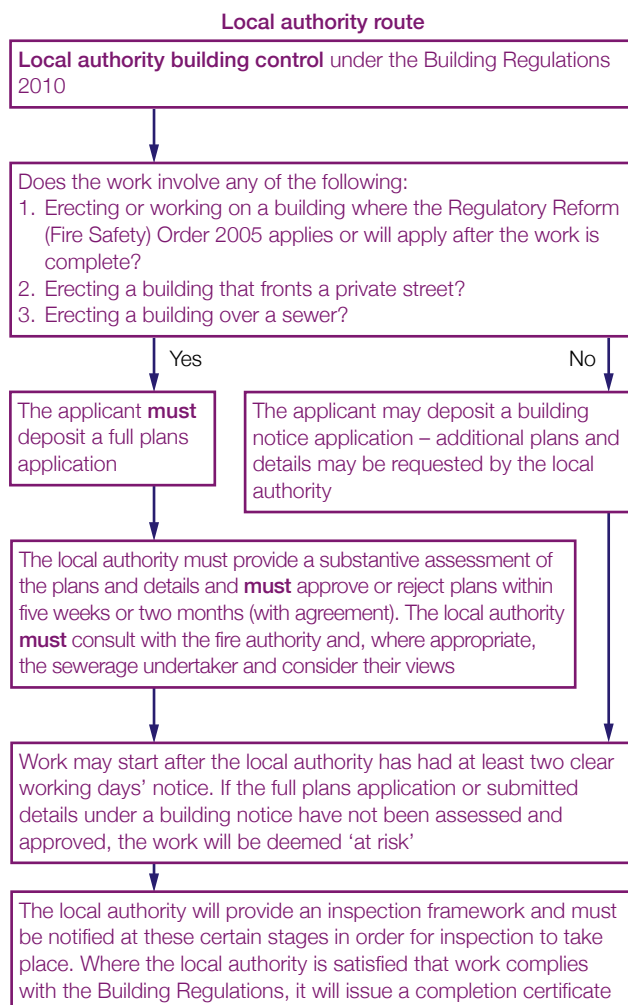 Local authority route
Local authority building control under the Building Regulations
2010
Does the work involve any of the following:
1. Erecting or working on a building where the Regulatory Reform
(Fire Safety) Order 2005 applies or will apply after the work is
complete?
2. Erecting a building that fronts a private street?
3. Erecting a building over a sewer?
Yes
No
The applicant must
deposit a full plans
application
The applicant may deposit a building
notice application – additional plans and
details may be requested by the local
authority
The local authority must provide a substantive assessment of
the plans and details and must approve or reject plans within
five weeks or two months (with agreement). The local authority
must consult with the fire authority and, where appropriate,
the sewerage undertaker and consider their views
Work may start after the local authority has had at least two clear
working days’ notice. If the full plans application or submitted
details under a building notice have not been assessed and
approved, the work will be deemed ‘at risk’
The local authority will provide an inspection framework and must
be notified at these certain stages in order for inspection to take
place. Where the local authority is satisfied that work complies
with the Building Regulations, it will issue a completion certificate